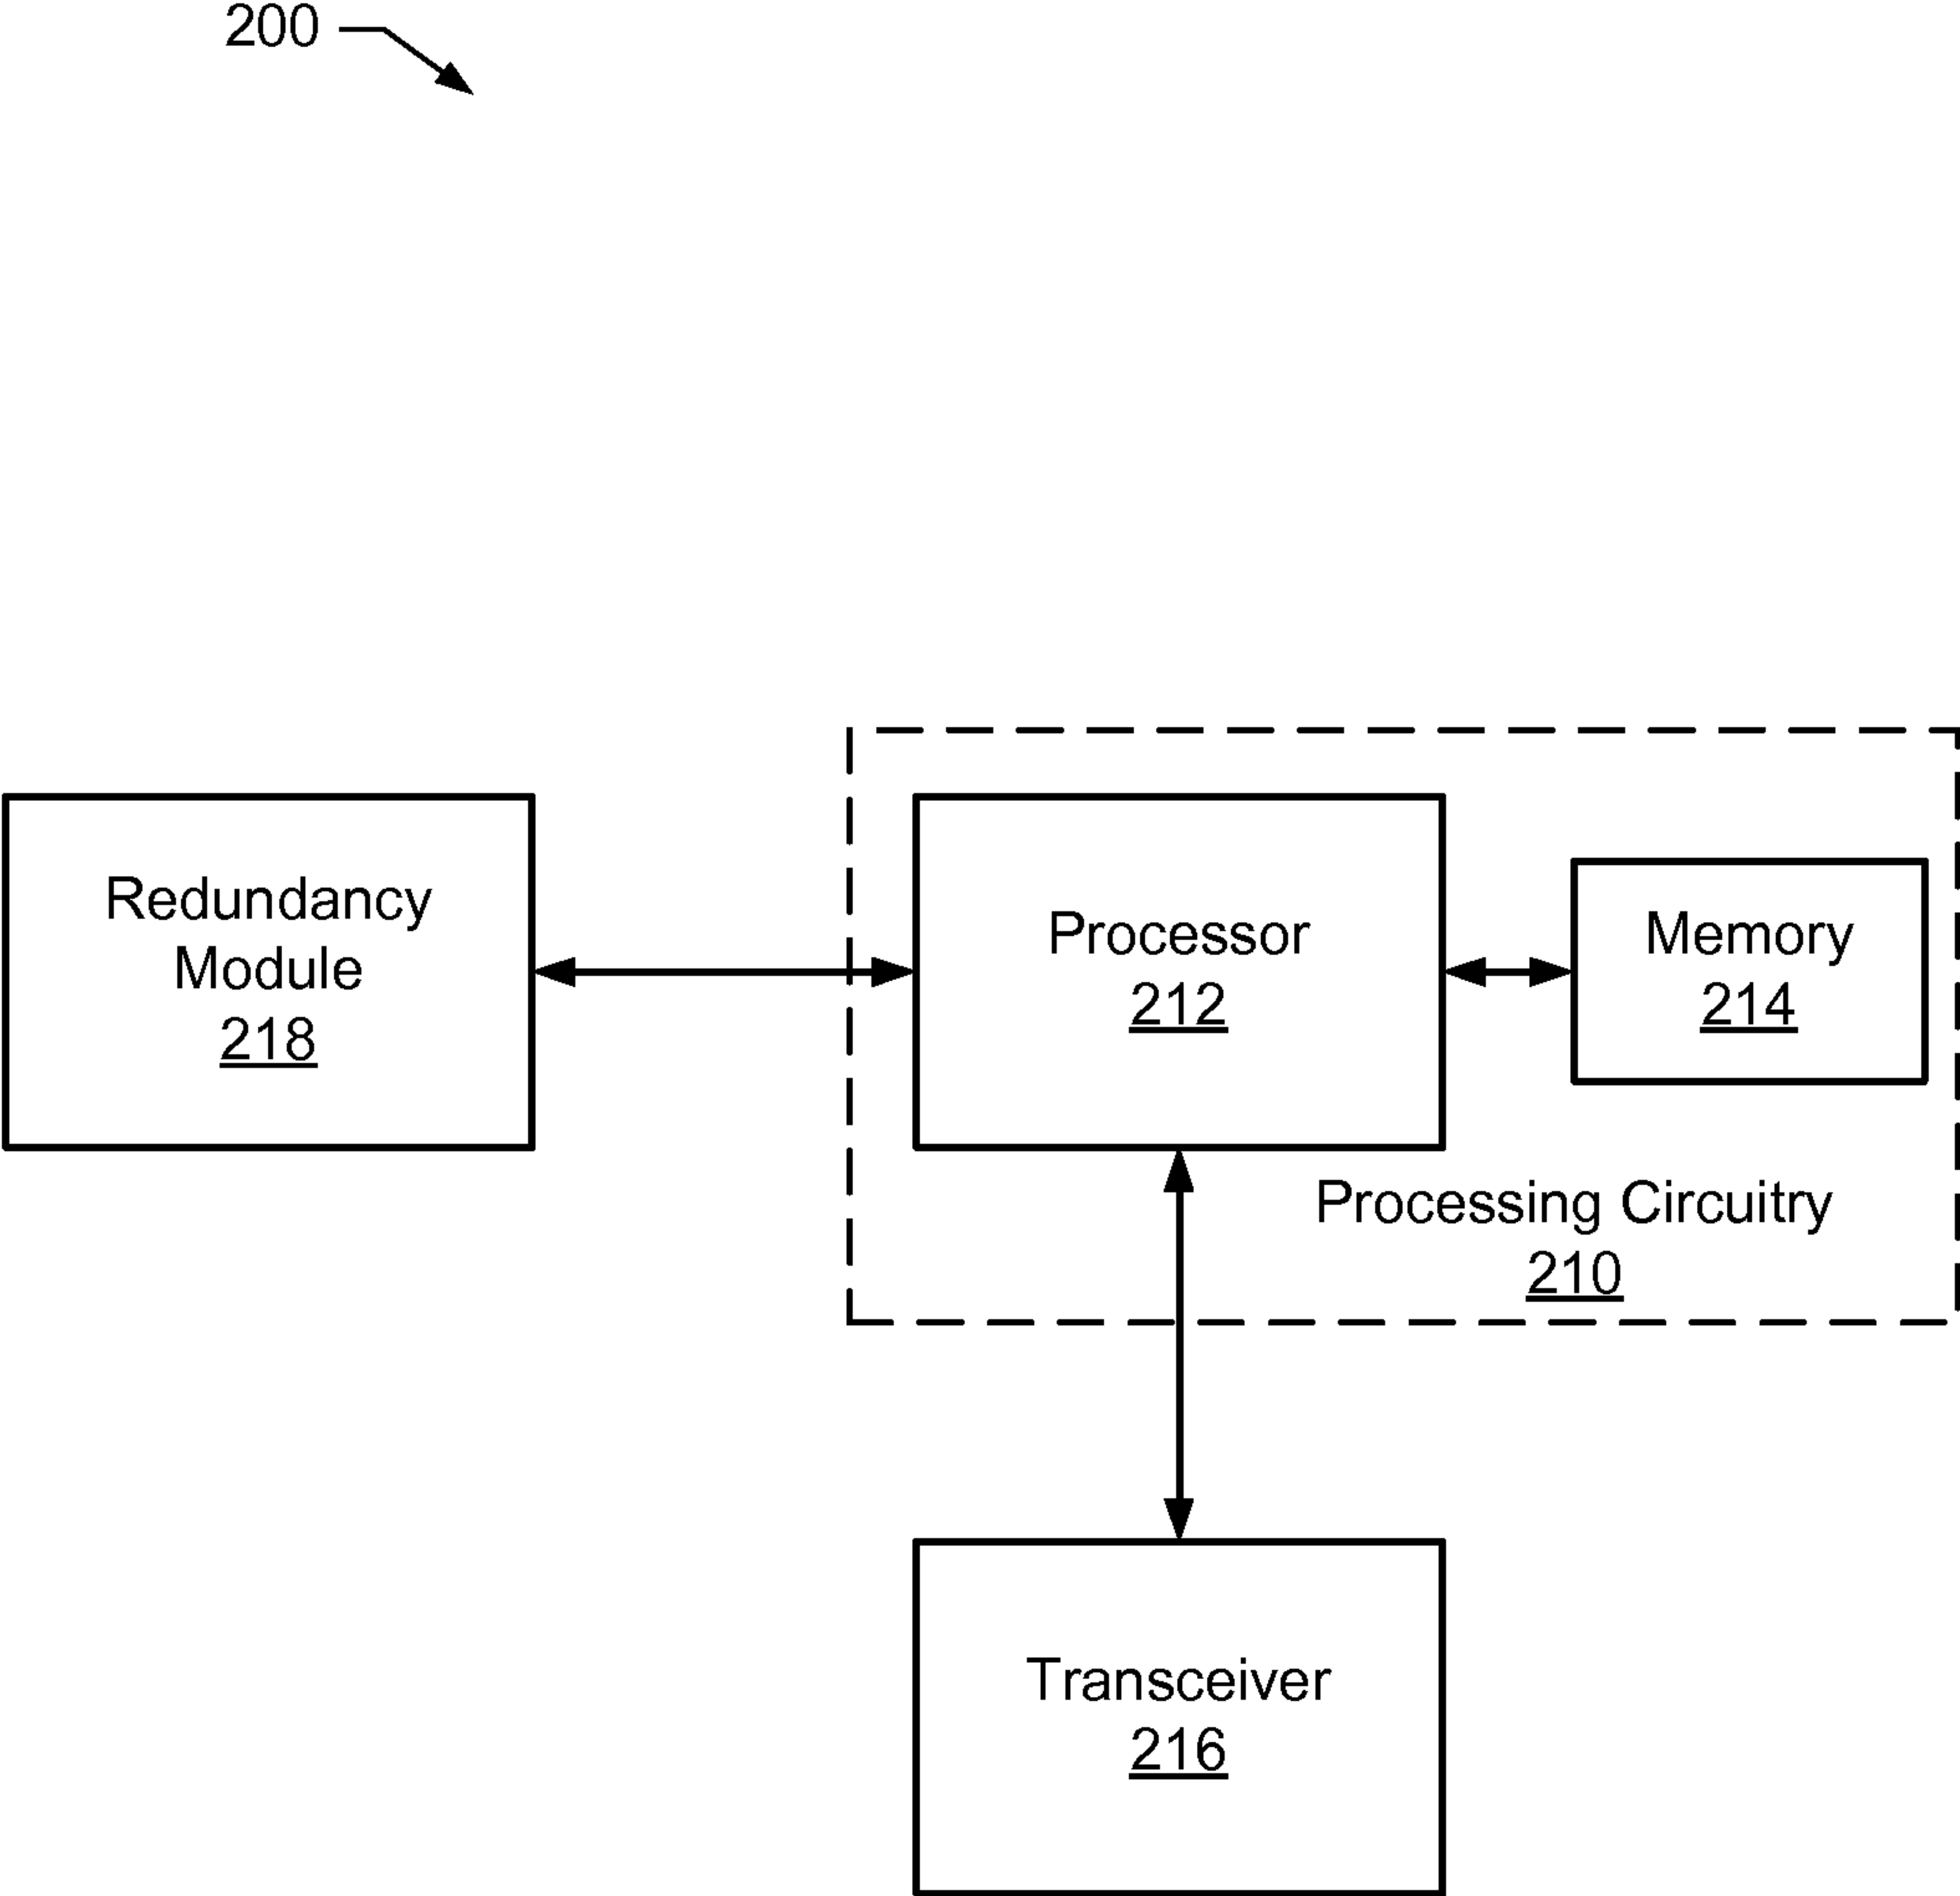 200
Redundancy
Module
218
Processor
212
Memory
214
Processing Circuitry
210
Transceiver
216